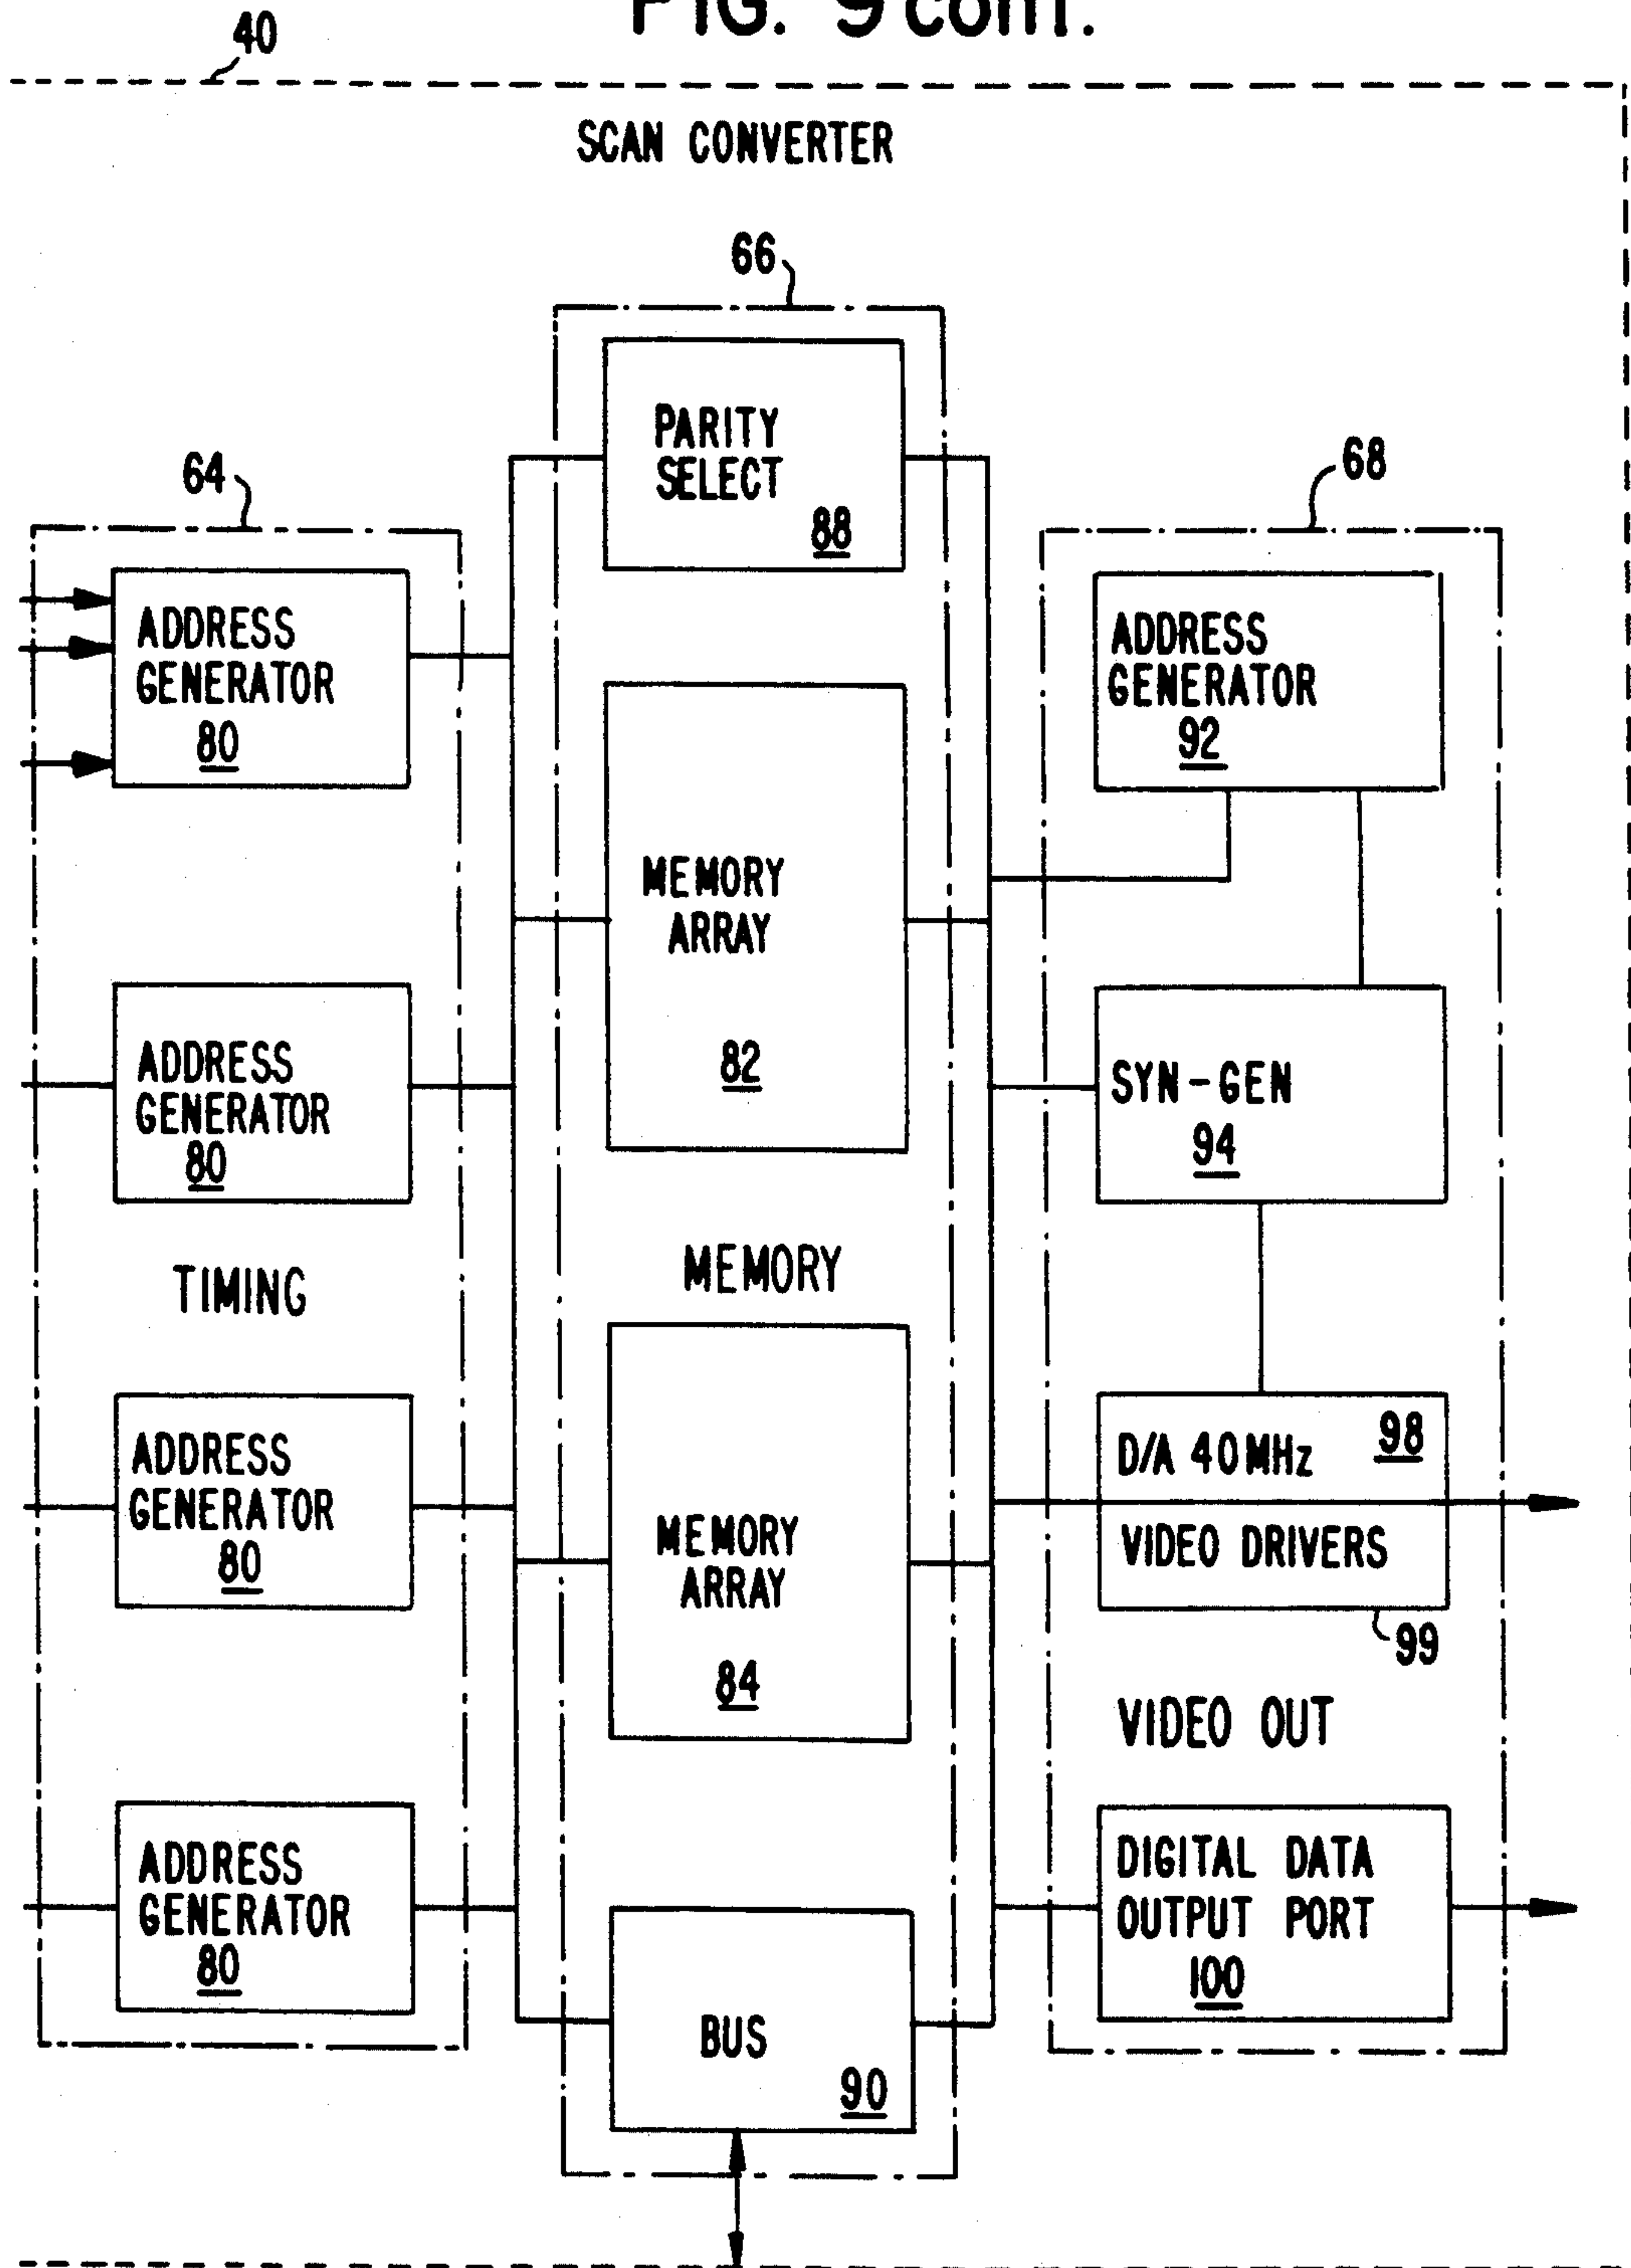 FIG. 9 cont.
40
SCAN CONVERTER
66
64
68
PARITY
SELECT
88
ADDRESS
GENERATOR
80
ADDRESS
GENERATOR
92
MEMORY
ARRAY
82
ADDRESS
GENERATOR
80
SYN-GEN
94
TIMING
MEMORY
ADDRESS
GENERATOR
80
D/A 40MHz
98
VIDEO DRIVERS
99
MEMORY
ARRAY
84
VIDEO OUT
ADDRESS
GENERATOR
80
DIGITAL DATA
OUTPUT PORT
100
BUS
90